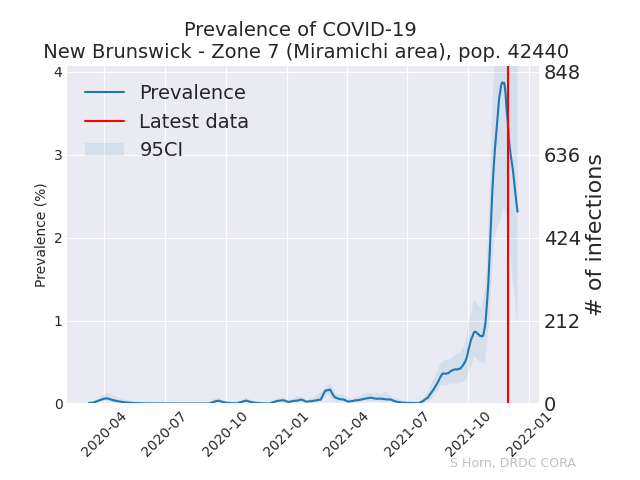 Prevalence of COVID-19
New Brunswick - Zone 7 (Miramichi area), pop. 42440
Prevalence
Latest data
95CI
Prevalence (%)
4
3
2
1
0
848
636
424
212
0
# of infections
2020-04
2020-07
2020-10
2021-01
2021-04
2021-07
2021-10
2022-01
S Horn, DRDC CORA